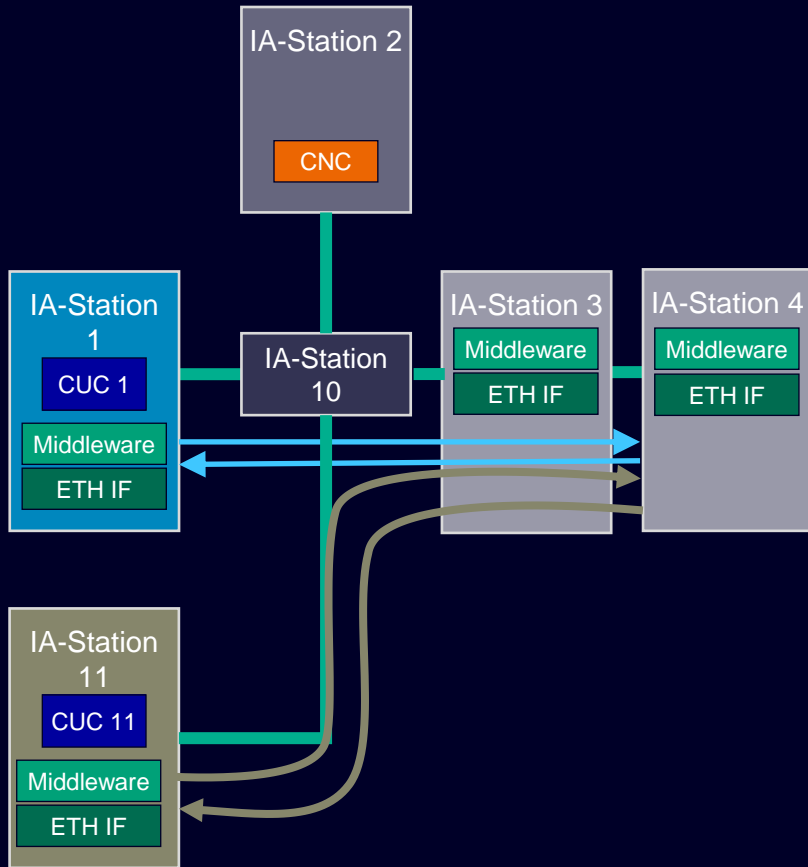 IA-Station 2
CNC
IA-Station
1
CUC 1
Middleware
ETH IF
IA-Station
10
IA-Station 3
Middleware
ETH IF
IA-Station 4
Middleware
ETH IF
IA-Station
11
CUC 11
Middleware
ETH IF